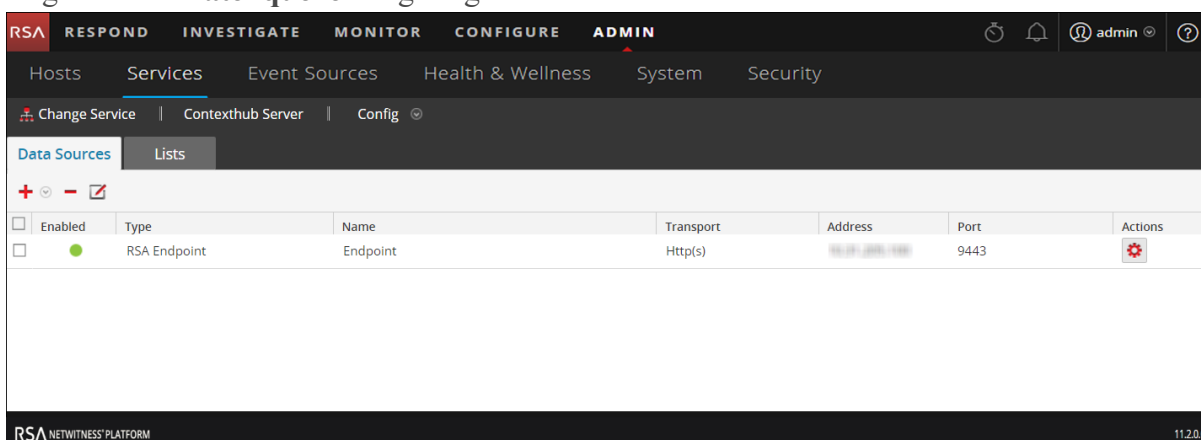 RSA RESPOND INVESTIGATE MONITOR CONFIGURE ADMIN admin ?
Hosts Services Event Sources Health & Wellness System Security
Change Service Contexthub Server Config
Data Sources Lists
Enabled Type Name Transport Address Port Actions
RSA Endpoint Endpoint Http(s) 9443
RSA NETWITNESS® PLATFORM 11.2.0.